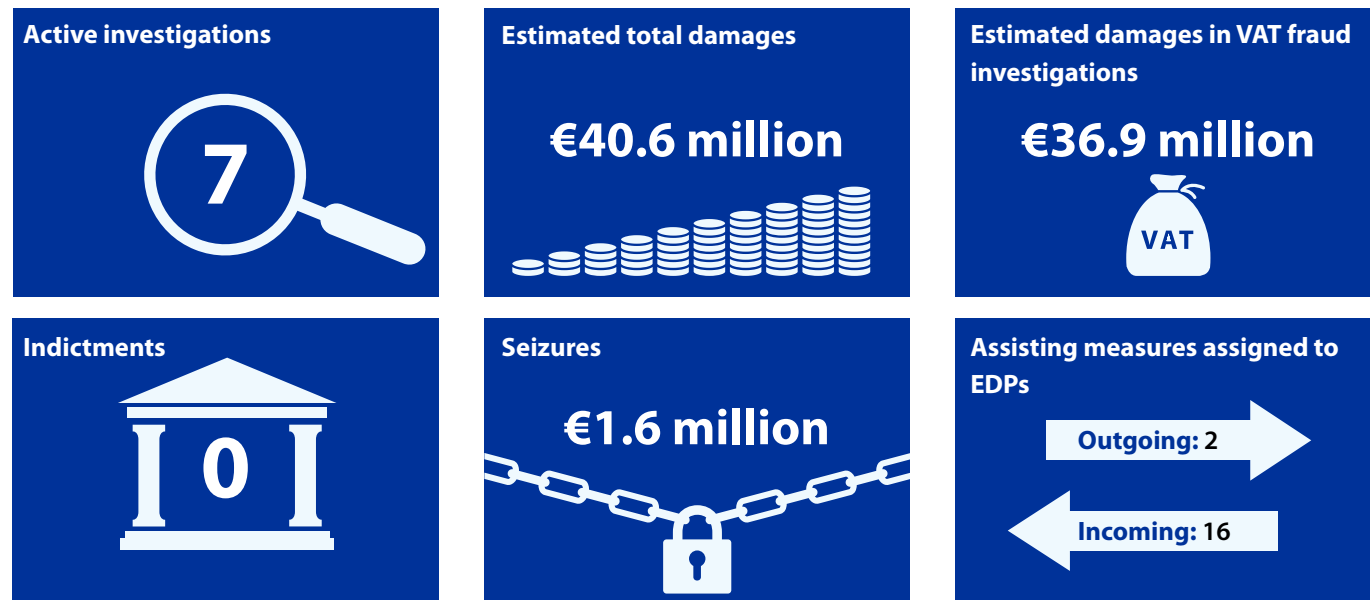 Active investigations
7
Estimated total damages
€40.6 million
Estimated damages in VAT fraud
investigations
€36.9 million
VAT
Indictments
0
Seizures
€1.6 million
Assisting measures assigned to
EDPs
Outgoing: 2
Incoming: 16